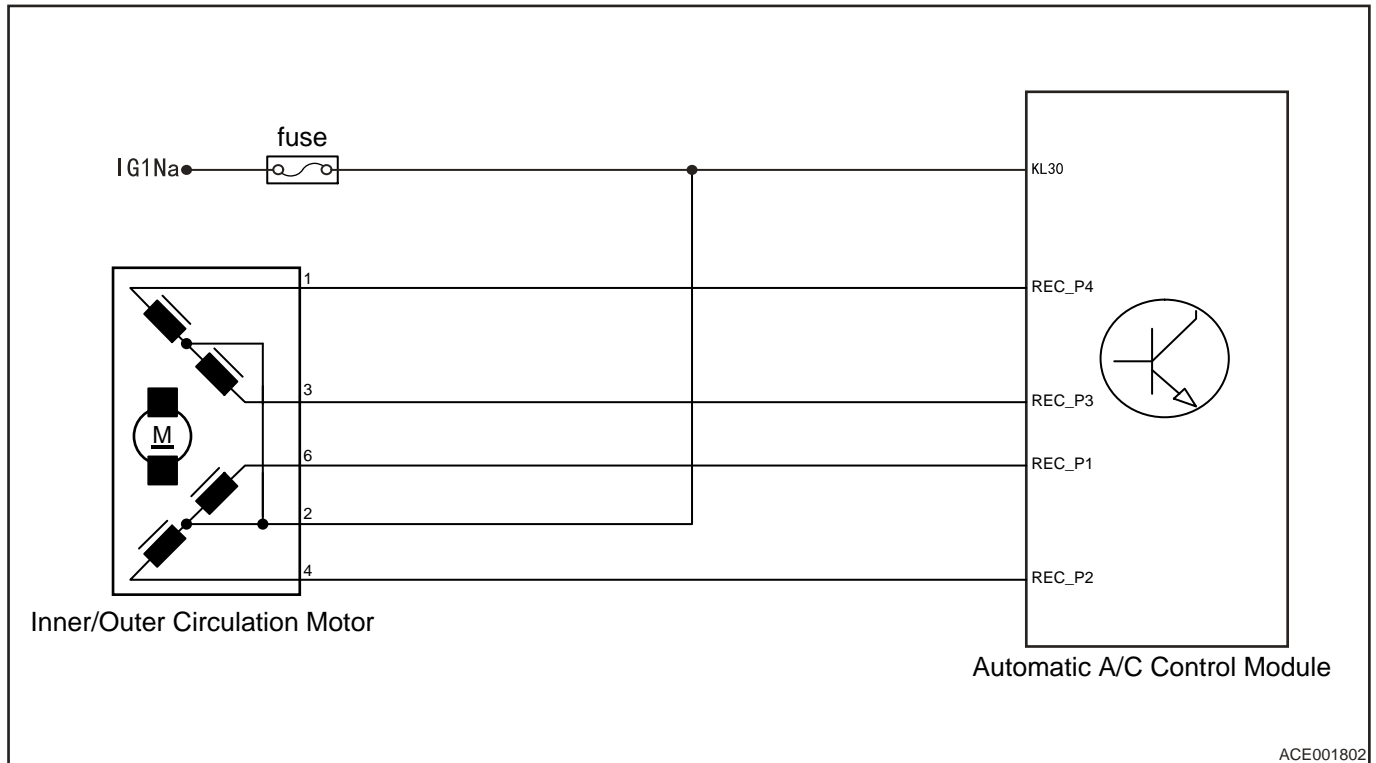 fuse
IG1Na
KL30
1
REC_P4
3
REC_P3
M
6
REC_P1
2
4
REC_P2
Inner/Outer Circulation Motor
Automatic A/C Control Module
ACE001802